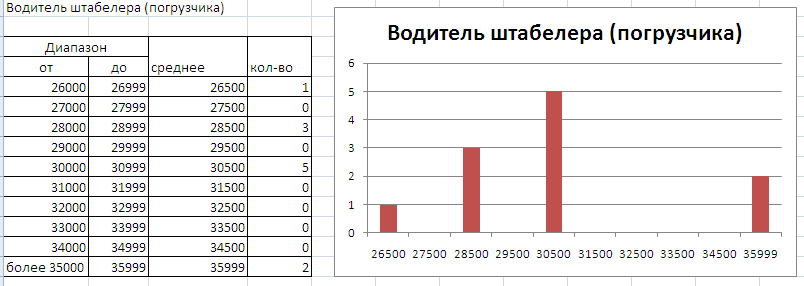 Водитель штабелера (погрузчика)
Диапазон
от до среднее кол-во
26000 26999 26500 1
27000 27999 27500 0
28000 28999 28500 3
29000 29999 29500 0
30000 30999 30500 5
31000 31999 31500 0
32000 32999 32500 0
33000 33999 33500 0
34000 34999 34500 0
более 35000 35999 35999 2
Водитель штабелера (погрузчика)
6
5
4
3
2
1
0
26500 27500 28500 29500 30500 31500 32500 33500 34500 35999